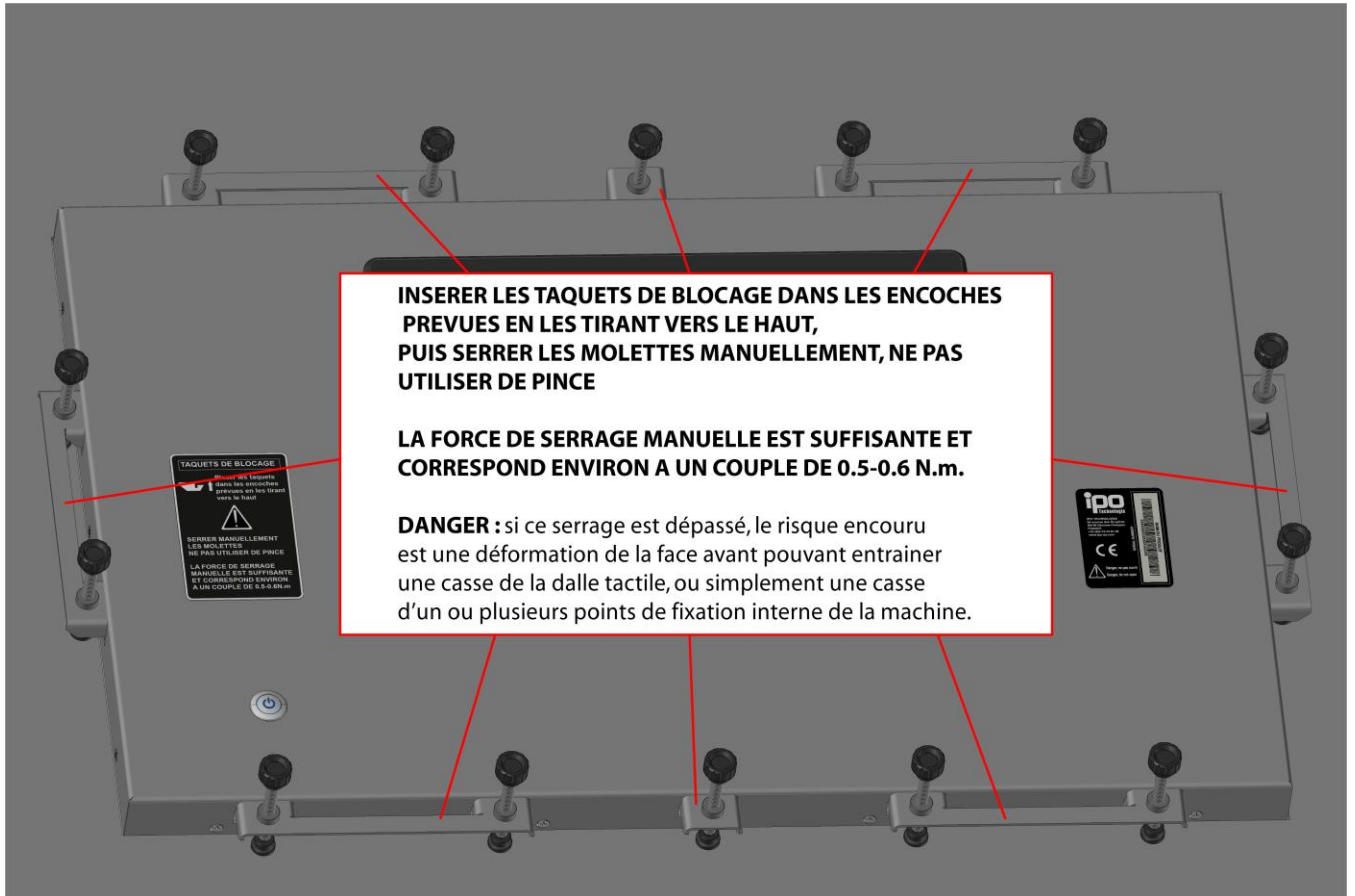 INSERER LES TAQUETS DE BLOCAGE DANS LES ENCOCHES
PREVUES EN LES TIRANT VERS LE HAUT,
PUIS SERRER LES MOLETTES MANUELLEMENT, NE PAS
UTILISER DE PINCE
LA FORCE DE SERRAGE MANUELLE EST SUFFISANTE ET
CORRESPOND ENVIRON A UN COUPLE DE 0.5-0.6 N.m.
DANGER : si ce serrage est dépassé, le risque encouru
est une déformation de la face avant pouvant entrainer
une casse de la dalle tactile, ou simplement une casse
d’un ou plusieurs points de fixation interne de la machine.
TAQUETS DE BLOCAGE
les taquets
dans les encoches
prévues en les tirant
vers le haut
SERRER MANUELLEMENT
LES MOLETTES
NE PAS UTILISER DE PINCE
LA FORCE DE SERRAGE
MANUELLE EST SUFFISANTE
ET CORRESPOND ENVIRON
A UN COUPLE DE 0.5-0.6N.m
ipo
Technologie
CE